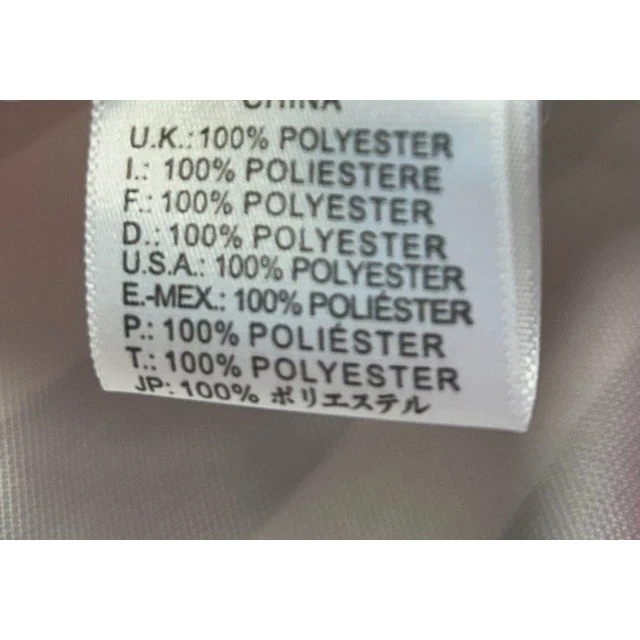 CHINA
U.K.:100% POLYESTER
I.: 100% POLIESTERE
F.: 100% POLYESTER
D.: 100% POLYESTER
U.S.A.: 100% POLYESTER
E.-MEX.: 100% POLIÉSTER
P.: 100% POLIÉSTER
T.: 100% POLYESTER
JP: 100% ポリエステル